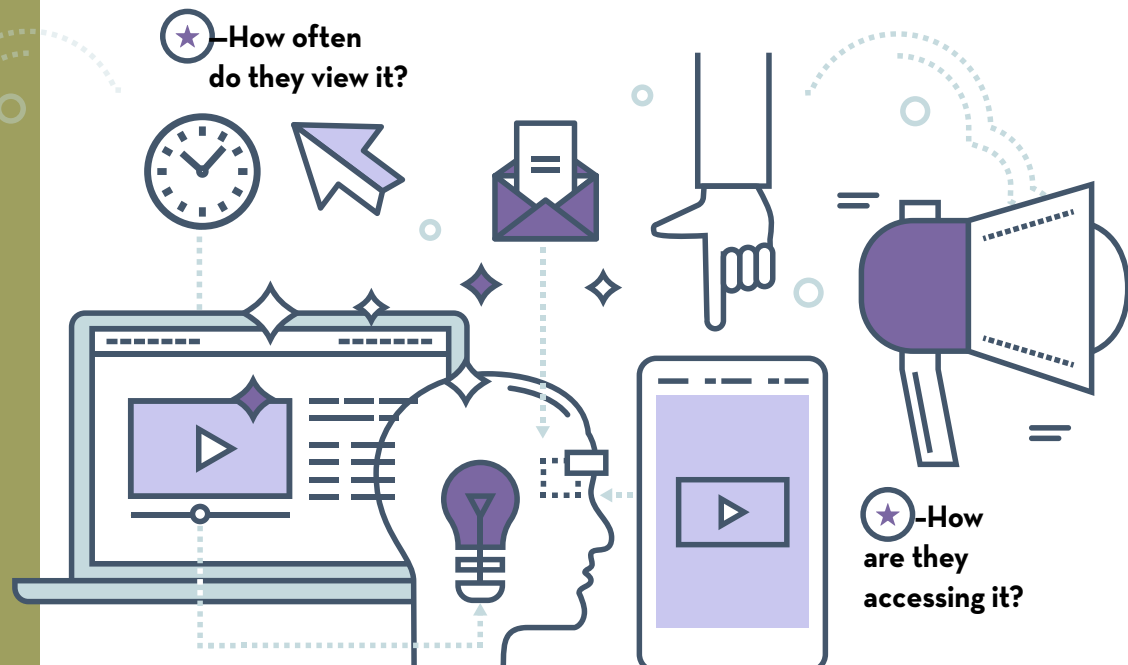 –How often
do they view it?
–How
are they
accessing it?